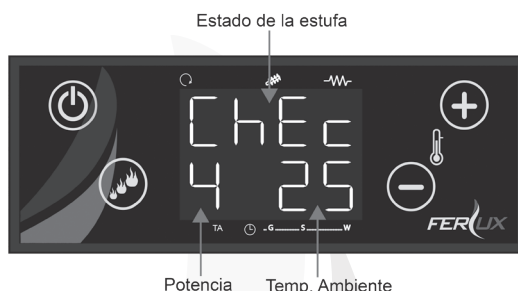 Estado de la estufa
ChEc
4 25
TA G S W
FERLUX
Potencia Temp. Ambiente